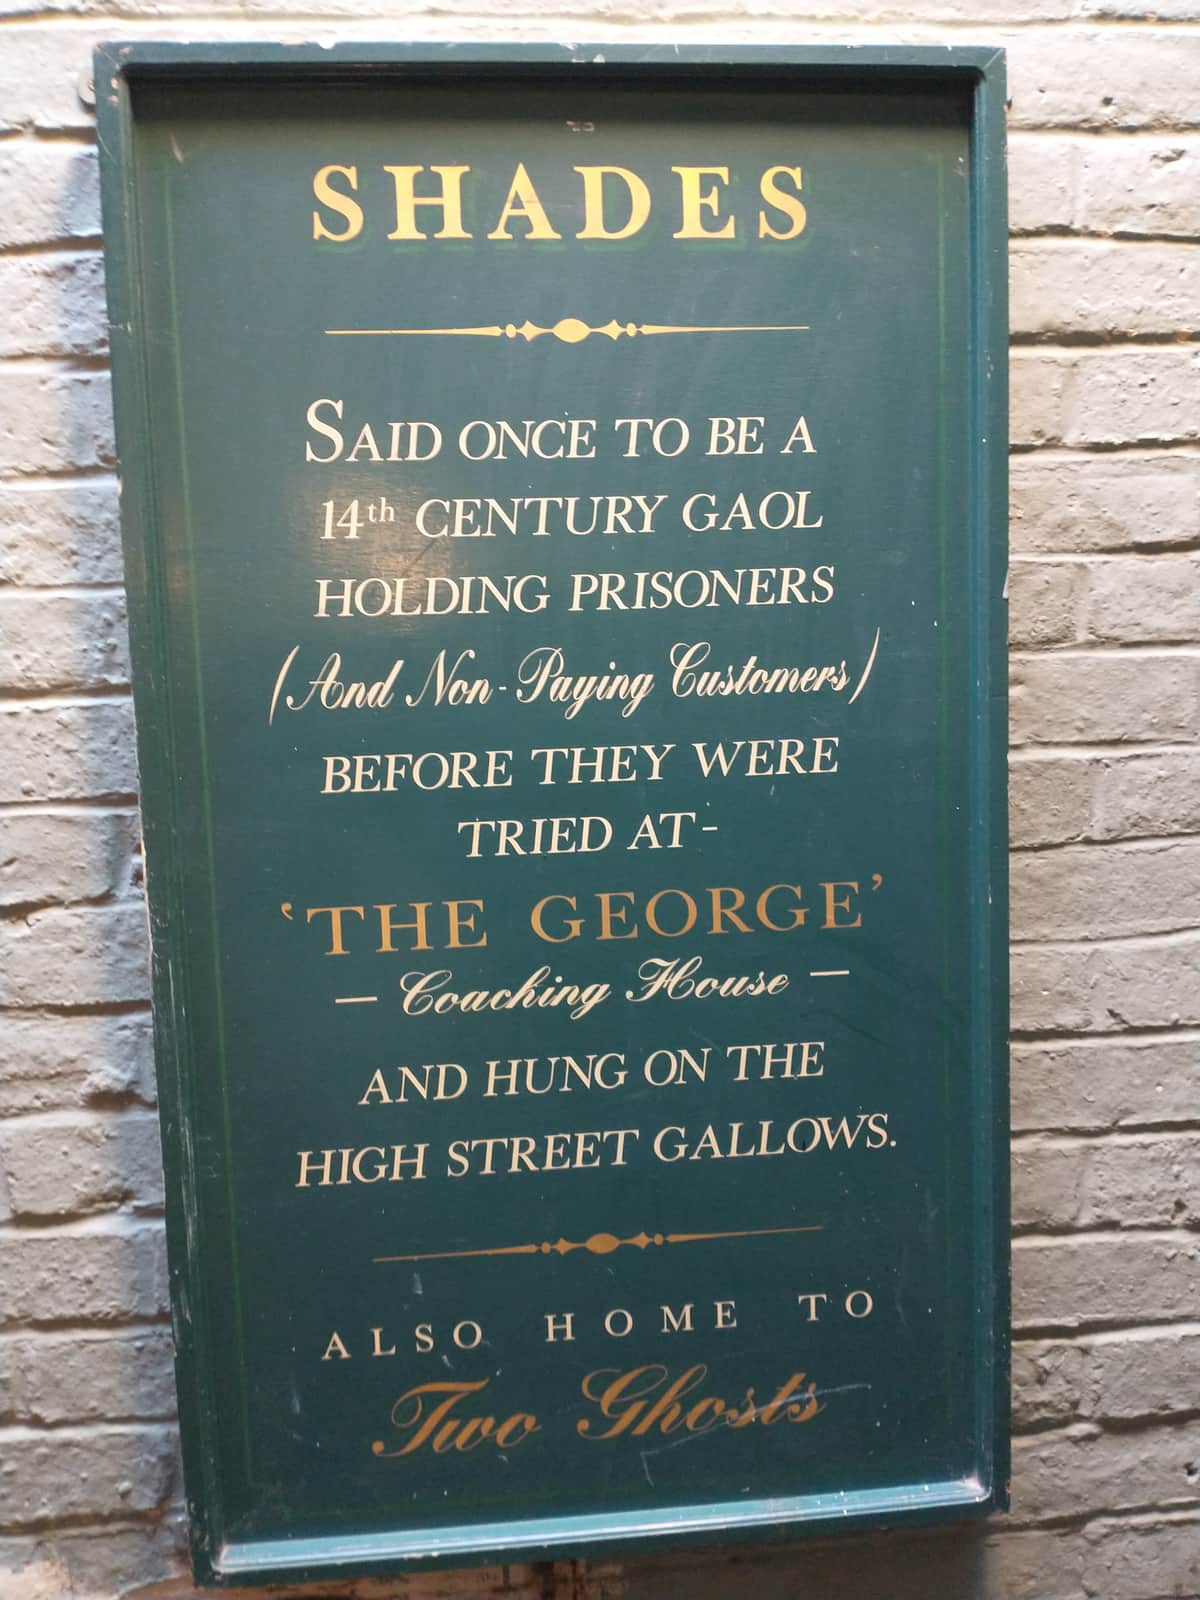 SHADES
SAID ONCE TO BE A
14th CENTURY GAOL
HOLDING PRISONERS
(And Non-Paying Customers)
BEFORE THEY WERE
TRIED AT-
'THE GEORGE'
— Coaching House —
AND HUNG ON THE
HIGH STREET GALLOWS.
ALSO HOME TO
Two Ghosts